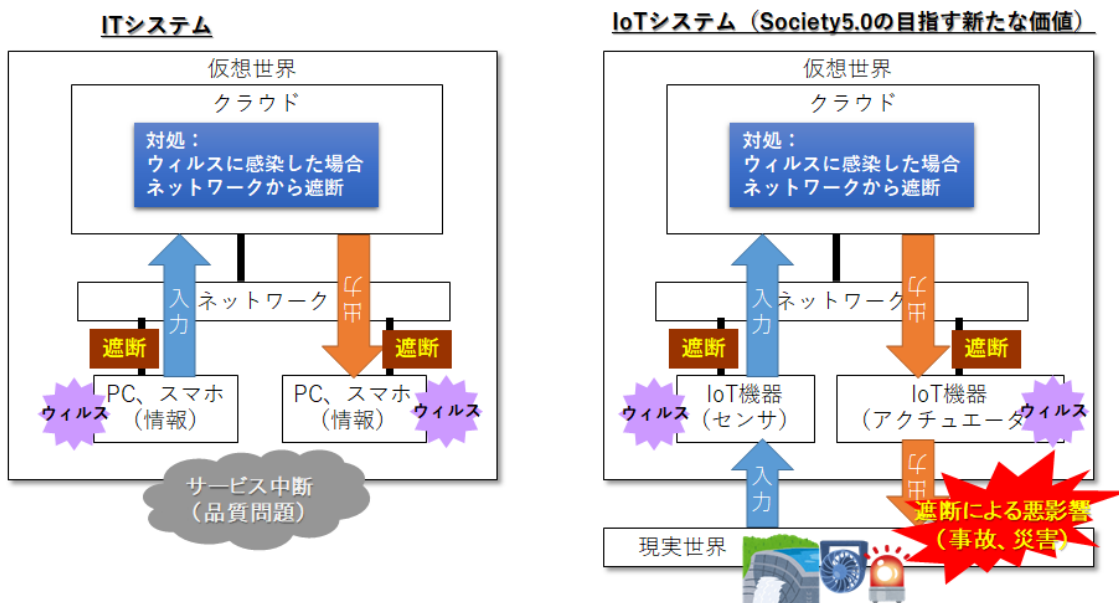 ITシステム
仮想世界
クラウド
対処：
ウィルスに感染した場合
ネットワークから遮断
入力
出力
ネットワーク
遮断
遮断
ウィルス
PC、スマホ
（情報）
PC、スマホ
（情報）
ウィルス
サービス中断
（品質問題）
IoTシステム（Society5.0の目指す新たな価値）
仮想世界
クラウド
対処：
ウィルスに感染した場合
ネットワークから遮断
入力
出力
ネットワーク
遮断
遮断
ウィルス
IoT機器
（センサ）
IoT機器
（アクチュエータ
ウィルス
入力
出力
遮断による悪影響
（事故、災害）
現実世界